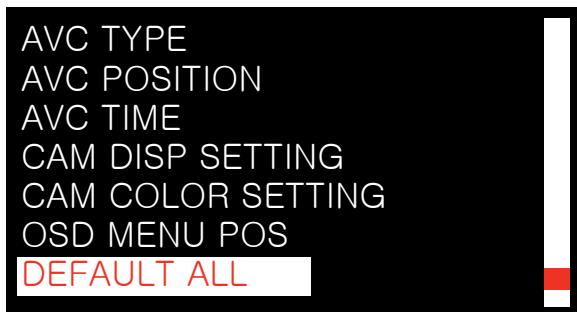 AVC TYPE
AVC POSITION
AVC TIME
CAM DISP SETTING
CAM COLOR SETTING
OSD MENU POS
DEFAULT ALL